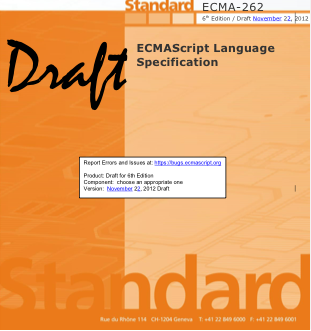 Standard ECMA-262
6th Edition / Draft November 22, 2012
Draft
ECMAScript Language
Specification
Report Errors and Issues at: https://bugs.ecmascript.org
Product: Draft for 6th Edition
Component: choose an appropriate one
Version: November 22, 2012 Draft
Standard
Rue du Rhône 114 CH-1204 Geneva T: +41 22 849 6000 F: +41 22 849 6001